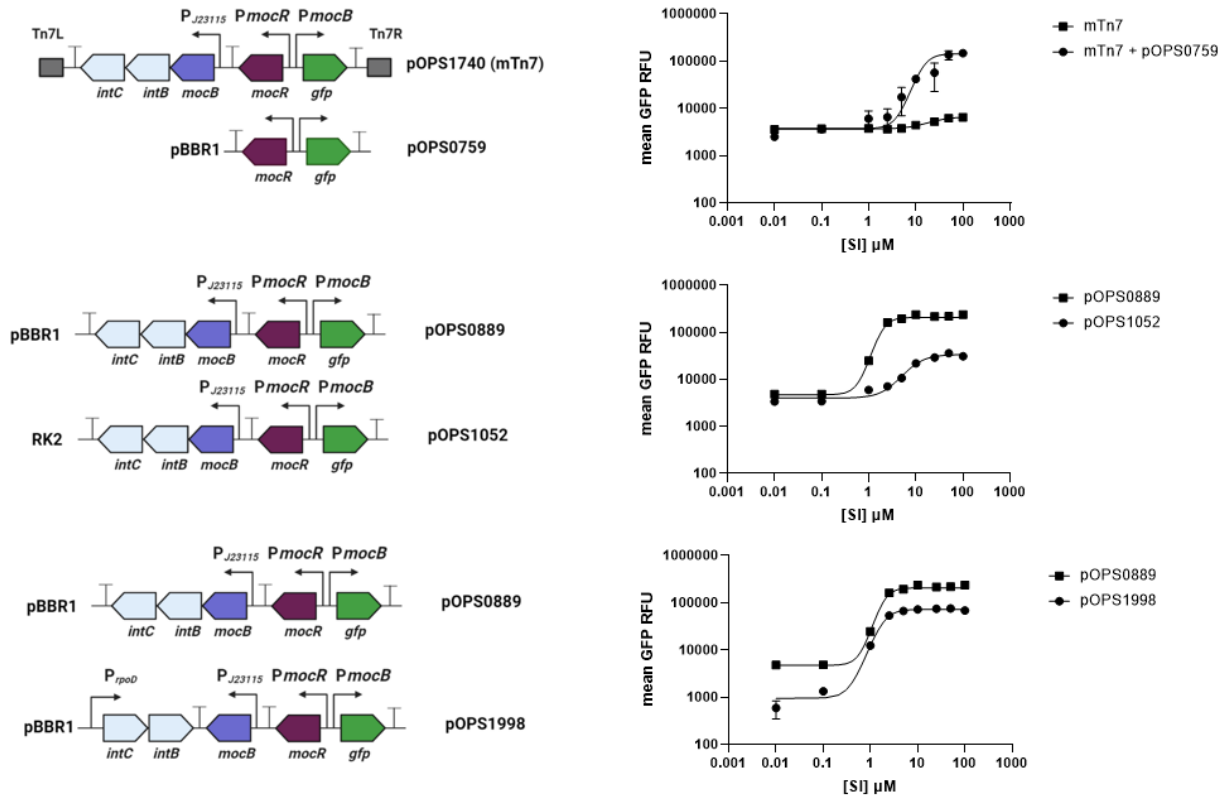 P J23115 P mocR P mocB
Tn7L Tn7R
pOPS1740 (mTn7)
intC intB mocB mocR gfp
pBBR1 pOPS0759
mocR gfp
mean GFP RFU
1000000
100000
10000
1000
100
0.001 0.01 0.1 1 10 100 1000
[SI] µM
mTn7
mTn7 + pOPS0759
P J23115 P mocR P mocB
pBBR1 pOPS0889
intC intB mocB mocR gfp
P J23115 P mocR P mocB
RK2 pOPS1052
intC intB mocB mocR gfp
mean GFP RFU
1000000
100000
10000
1000
100
0.001 0.01 0.1 1 10 100 1000
[SI] µM
pOPS0889
pOPS1052
P J23115 P mocR P mocB
pBBR1 pOPS0889
intC intB mocB mocR gfp
P rpoD P J23115 P mocR P mocB
pBBR1 pOPS1998
intC intB mocB mocR gfp
mean GFP RFU
1000000
100000
10000
1000
100
0.001 0.01 0.1 1 10 100 1000
[SI] µM
pOPS0889
pOPS1998